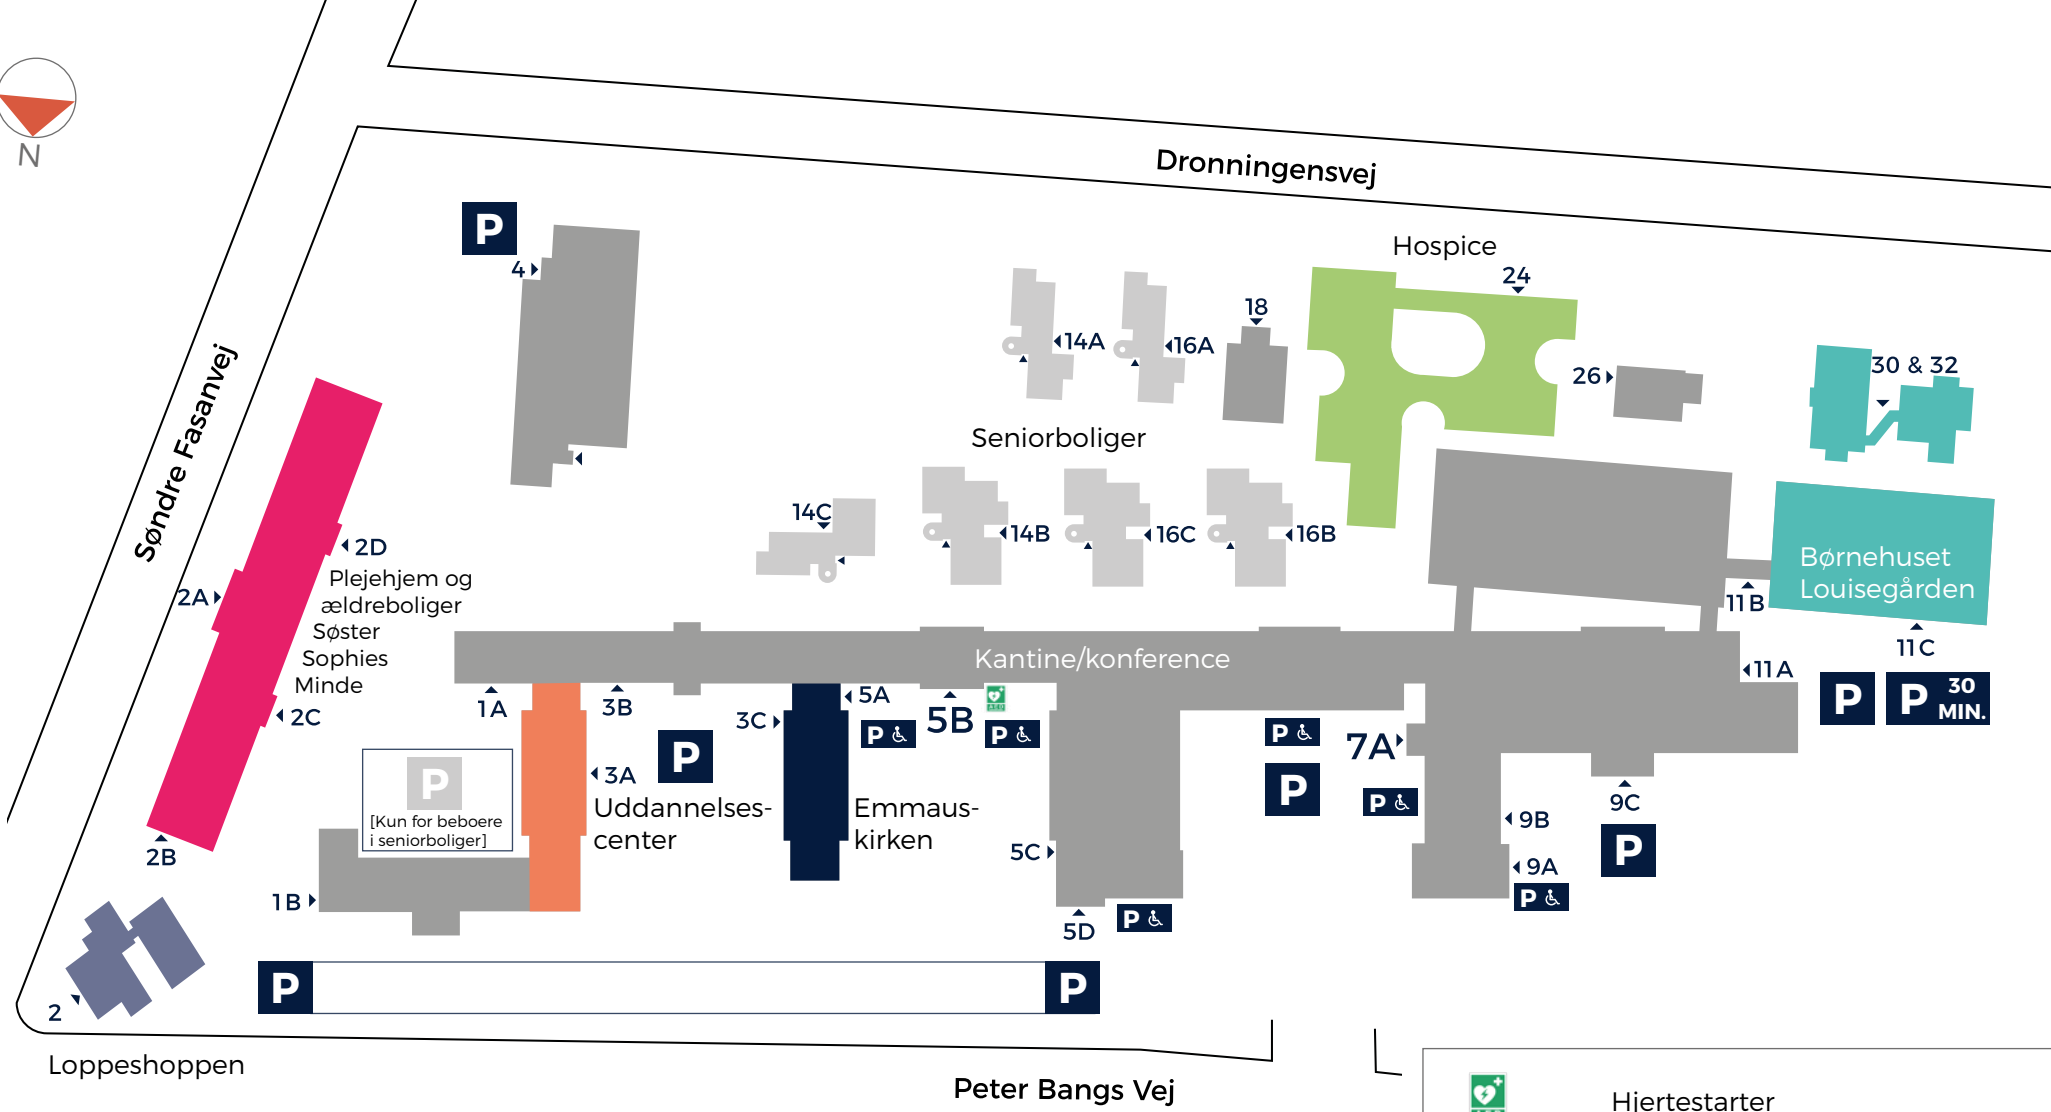 N
Dronningensvej
Søndre Fasanvej
P
4
Hospice
24
18
14A
16A
26
30 & 32
Seniorboliger
14C
14B
16C
16B
Børnehuset
Louisegården
11B
11C
2D
2A
Plejehjem og
ældreboliger
Søster
Sophies
Minde
2C
2B
Kantine/konference
11A
P
P 30
MIN.
1A
3B
3C
5A
P
5B
AED
P
P
7A
P
P
P
3A
P
[Kun for beboere
i seniorboliger]
Uddannelses-
center
Emmaus-
kirken
5C
9C
9B
P
9A
P
1B
5D
P
P
P
2
Loppeshoppen
Peter Bangs Vej
Hjertestarter